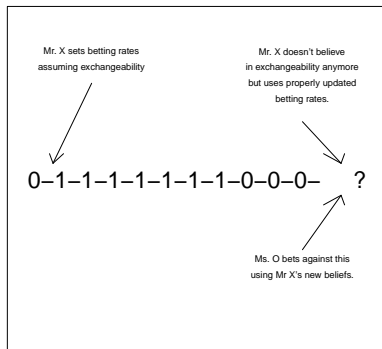 Mr. X sets betting rates
assuming exchangeability
Mr. X doesn't believe
in exchangeability anymore
but uses properly updated
betting rates.
0–1–1–1–1–1–1–1–0–0–0– ?
Ms. O bets against this
using Mr X's new beliefs.